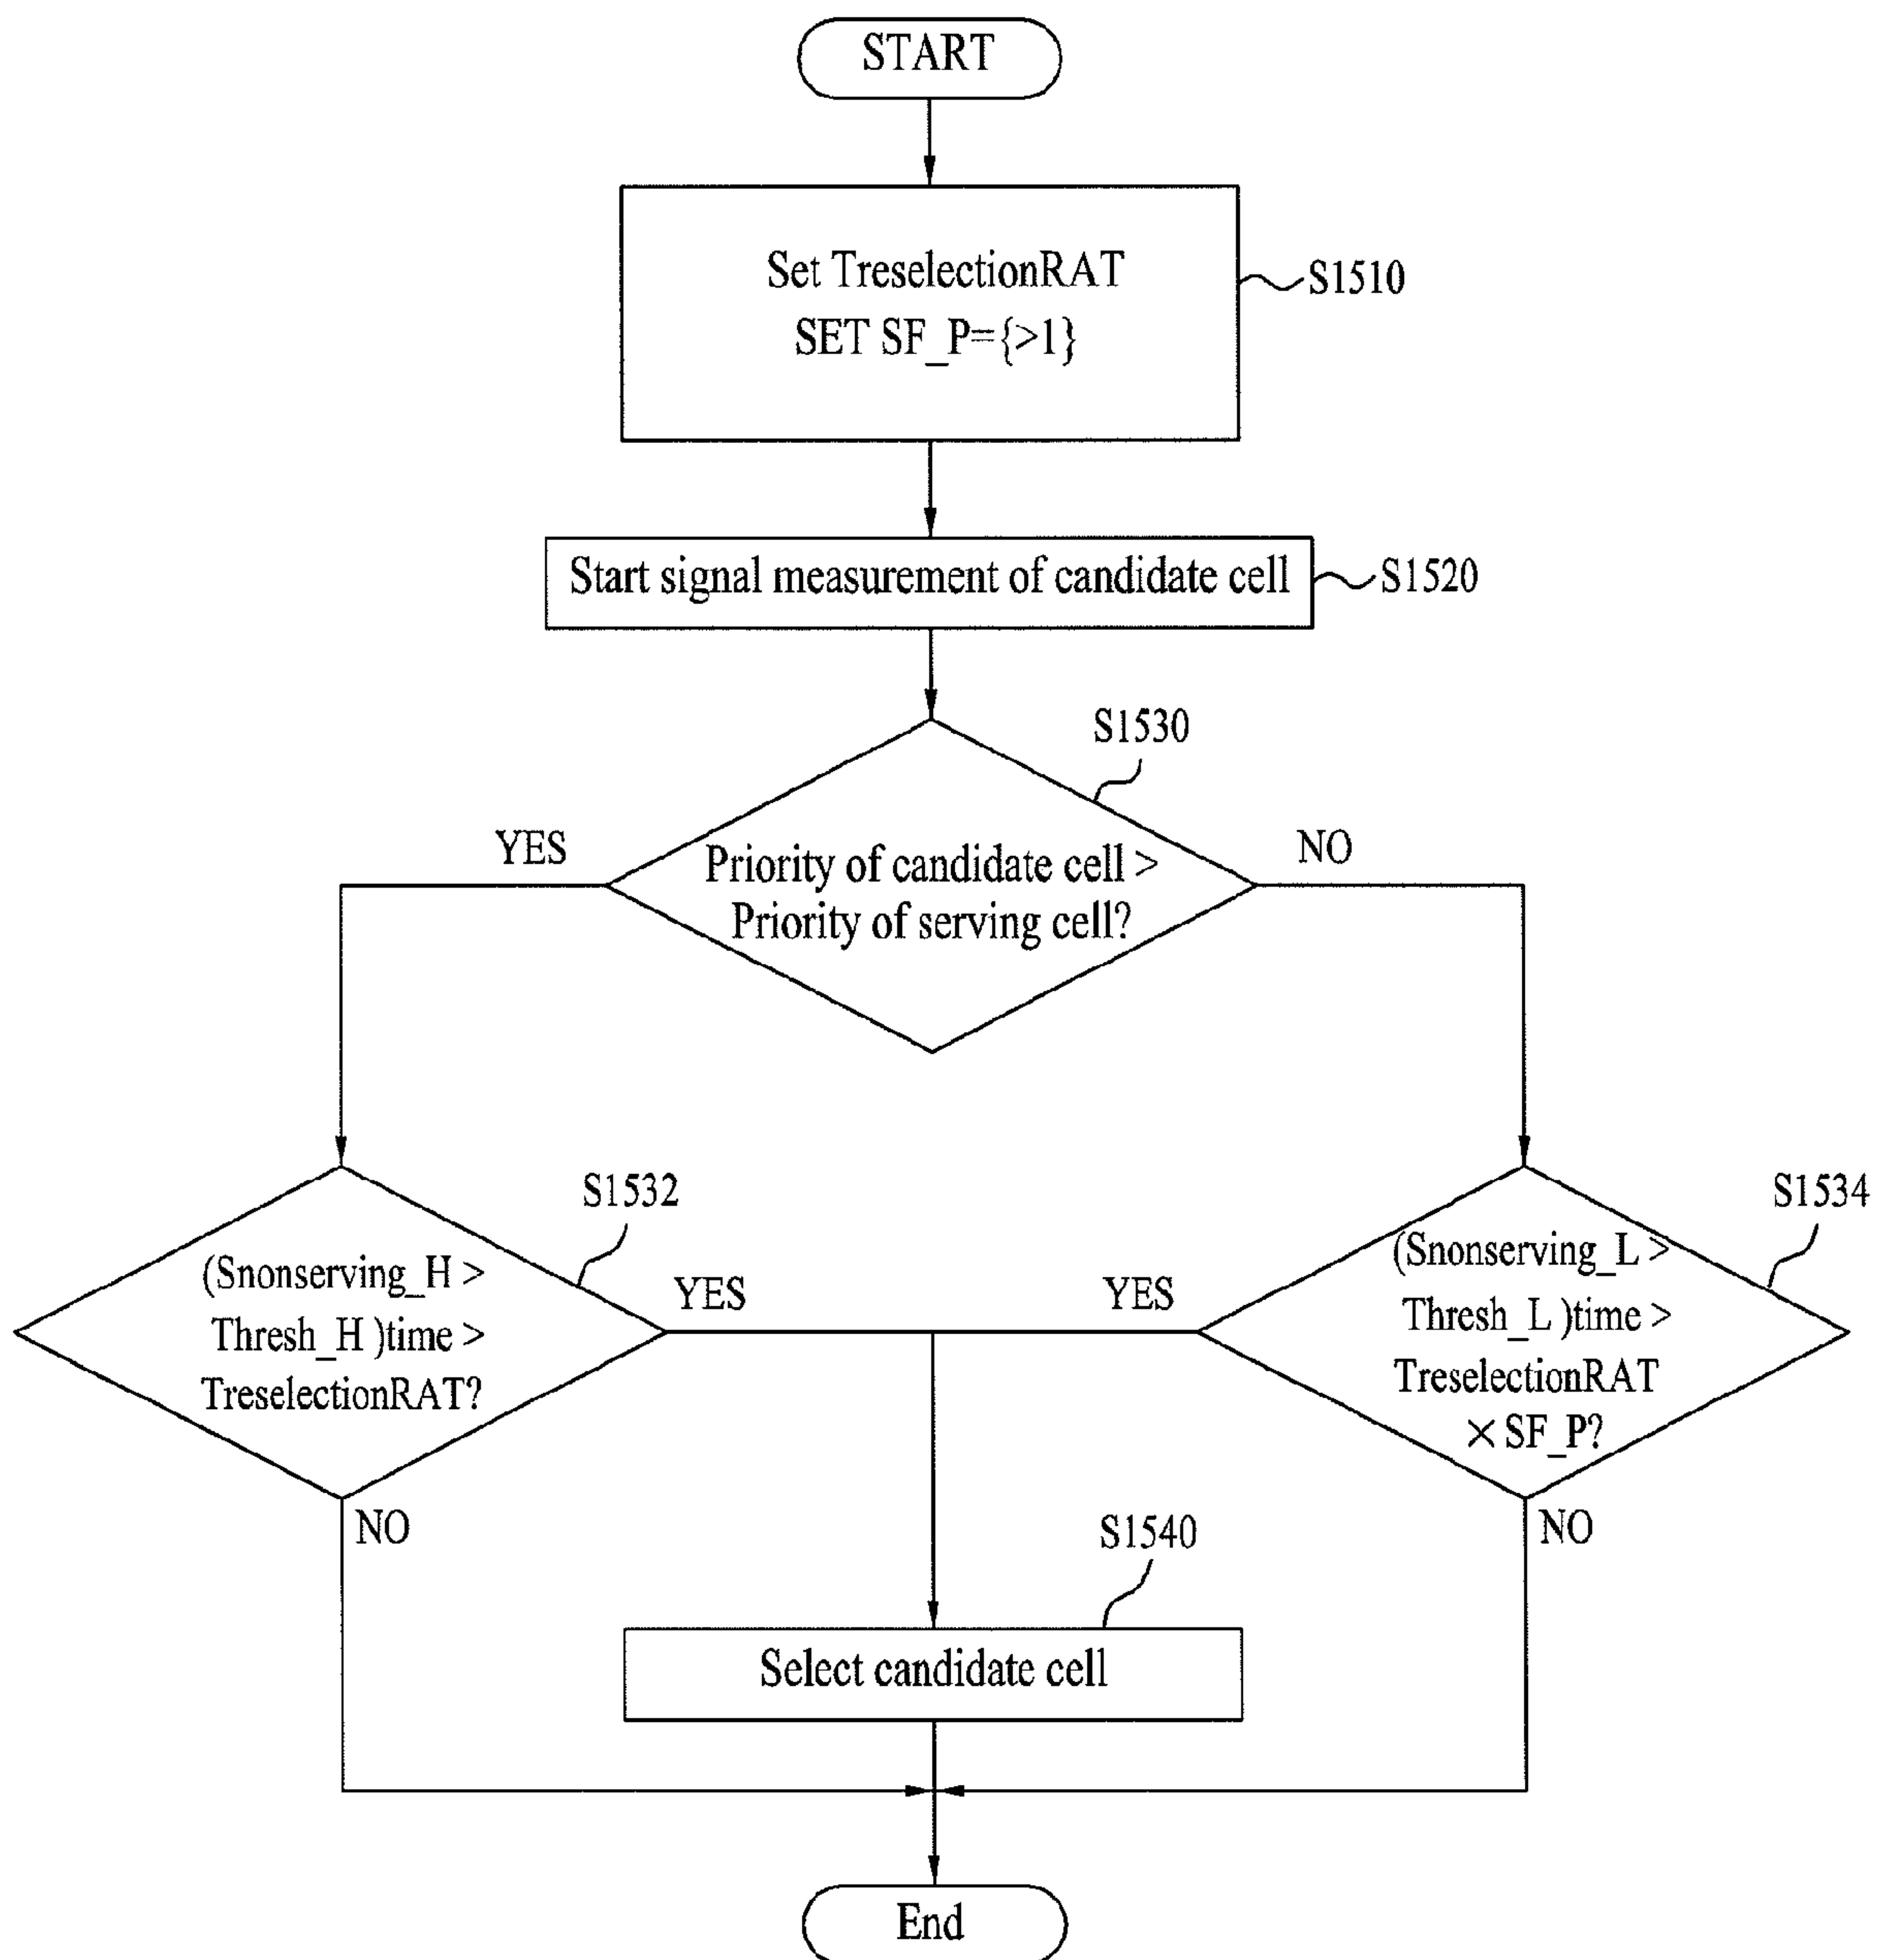 START
Set TreselectionRAT
SET SF_P={>1}
S1510
Start signal measurement of candidate cell
S1520
S1530
YES
NO
Priority of candidate cell >
Priority of serving cell?
S1532
S1534
(Snonserving_H >
Thresh_H )time >
TreselectionRAT?
YES
YES
(Snonserving_L >
Thresh_L )time >
TreselectionRAT
× SF_P?
NO
NO
S1540
Select candidate cell
End